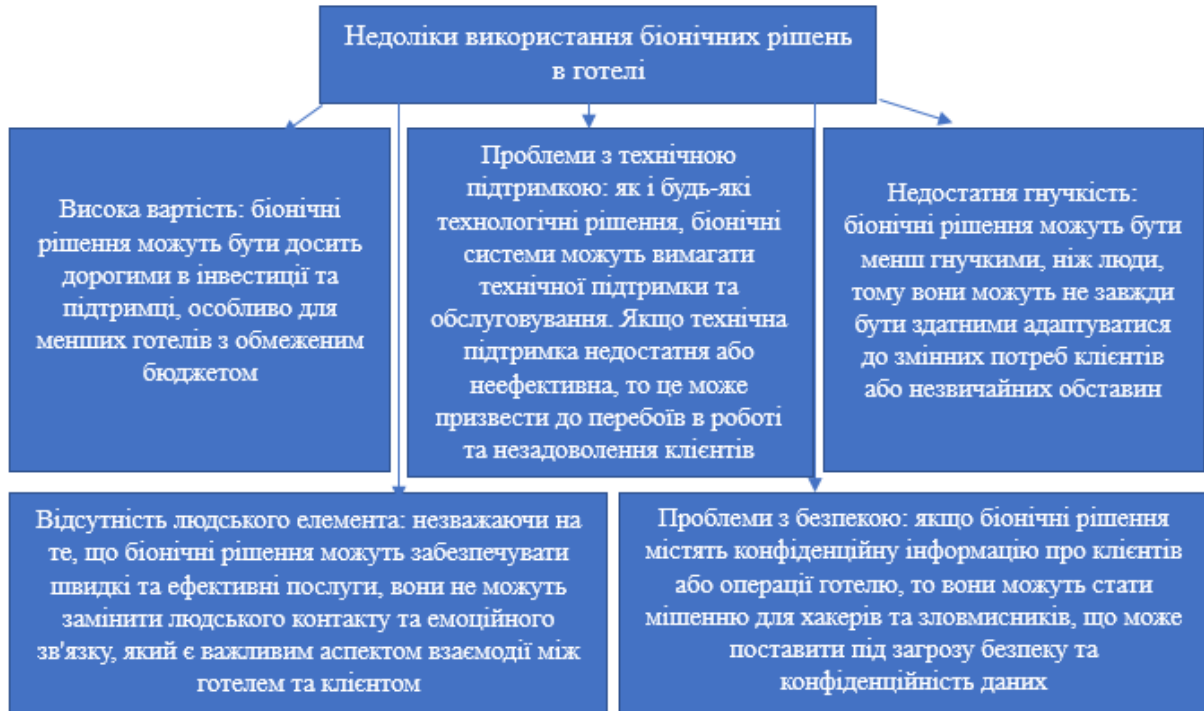 Недоліки використання біонічних рішень
в готелі
Висока вартість: біонічні
рішення можуть бути досить
дорогими в інвестиції та
підтримці, особливо для
менших готелів з обмеженим
бюджетом
Проблеми з технічною
підтримкою: як і будь-які
технологічні рішення, біонічні
системи можуть вимагати
технічної підтримки та
обслуговування. Якщо технічна
підтримка недостатня або
неефективна, то це може
призвести до перебоїв в роботі
та незадоволення клієнтів
Недостатня гнучкість:
біонічні рішення можуть бути
менш гнучкими, ніж люди,
тому вони можуть не завжди
бути здатними адаптуватися
до змінних потреб клієнтів
або незвичайних обставин
Відсутність людського елемента: незважаючи на
те, що біонічні рішення можуть забезпечувати
швидкі та ефективні послуги, вони не можуть
замінити людського контакту та емоційного
зв'язку, який є важливим аспектом взаємодії між
готелем та клієнтом
Проблеми з безпекою: якщо біонічні рішення
містять конфіденційну інформацію про клієнтів
або операції готелю, то вони можуть стати
мішенню для хакерів та зловмисників, що може
поставити під загрозу безпеку та
конфіденційність даних